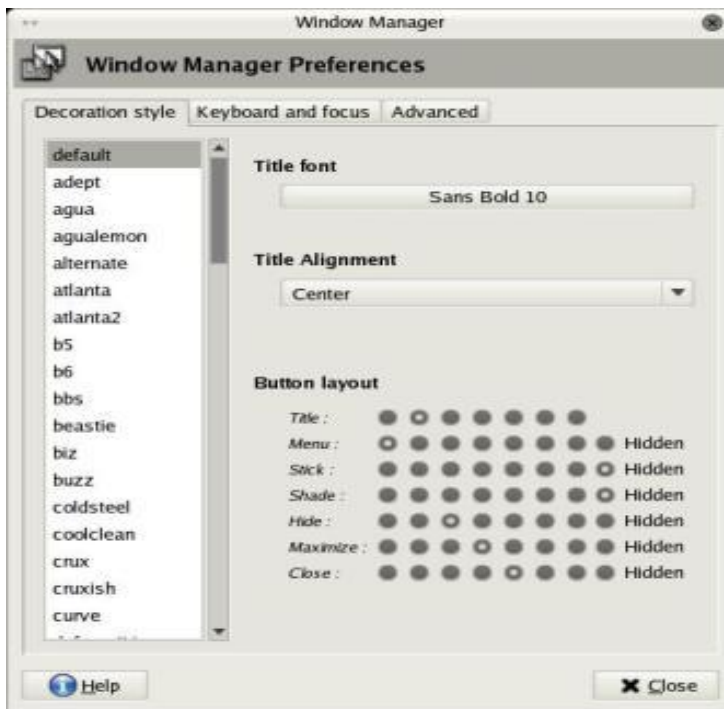 Window Manager
Window Manager Preferences
Decoration style
Keyboard and focus
Advanced
default
adept
agua
agualemon
alternate
atlanta
atlanta2
b5
b6
bbs
beastie
biz
buzz
coldsteel
coolclean
crux
cruxish
curve
Title font
Sans Bold 10
Title Alignment
Center
Button layout
Title :
Menu : Hidden
Stick : Hidden
Shade : Hidden
Hide : Hidden
Maximize : Hidden
Close : Hidden
Help
Close